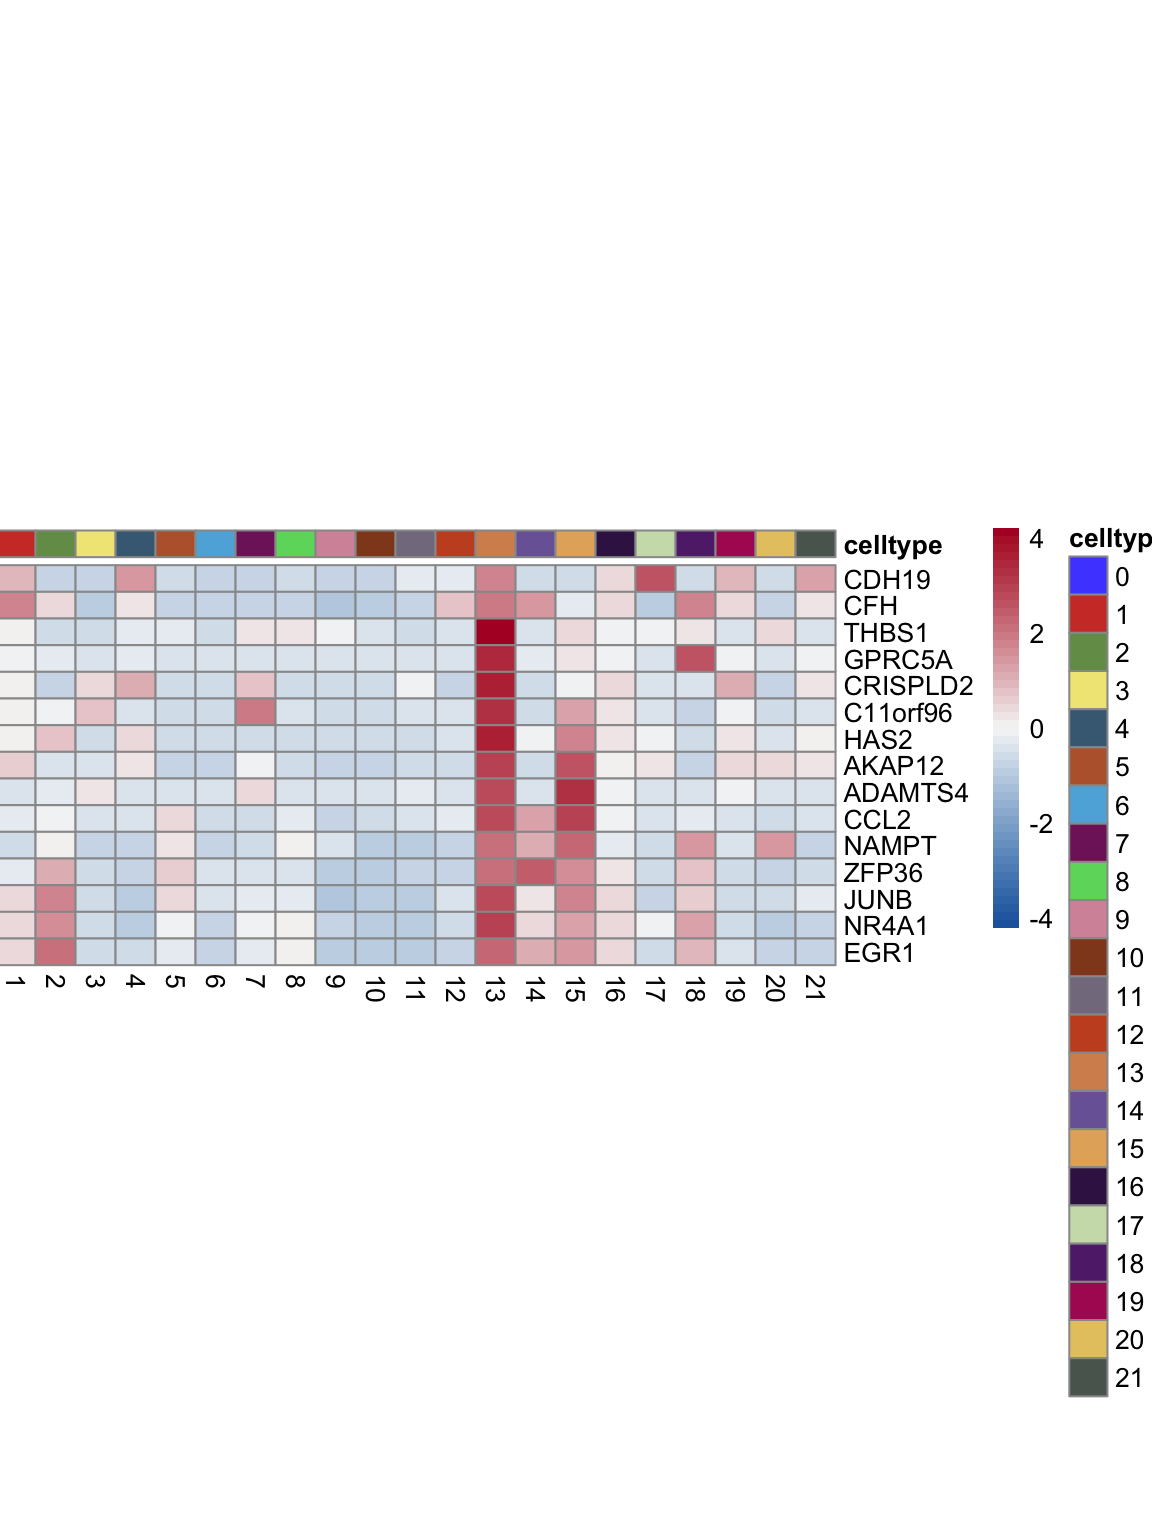 celltype
CDH19
CFH
THBS1
GPRC5A
CRISPLD2
C11orf96
HAS2
AKAP12
ADAMTS4
CCL2
NAMPT
ZFP36
JUNB
NR4A1
EGR1
1 2 3 4 5 6 7 8 9 10 11 12 13 14 15 16 17 18 19 20 21
4
2
0
-2
-4
celltyp
0
1
2
3
4
5
6
7
8
9
10
11
12
13
14
15
16
17
18
19
20
21